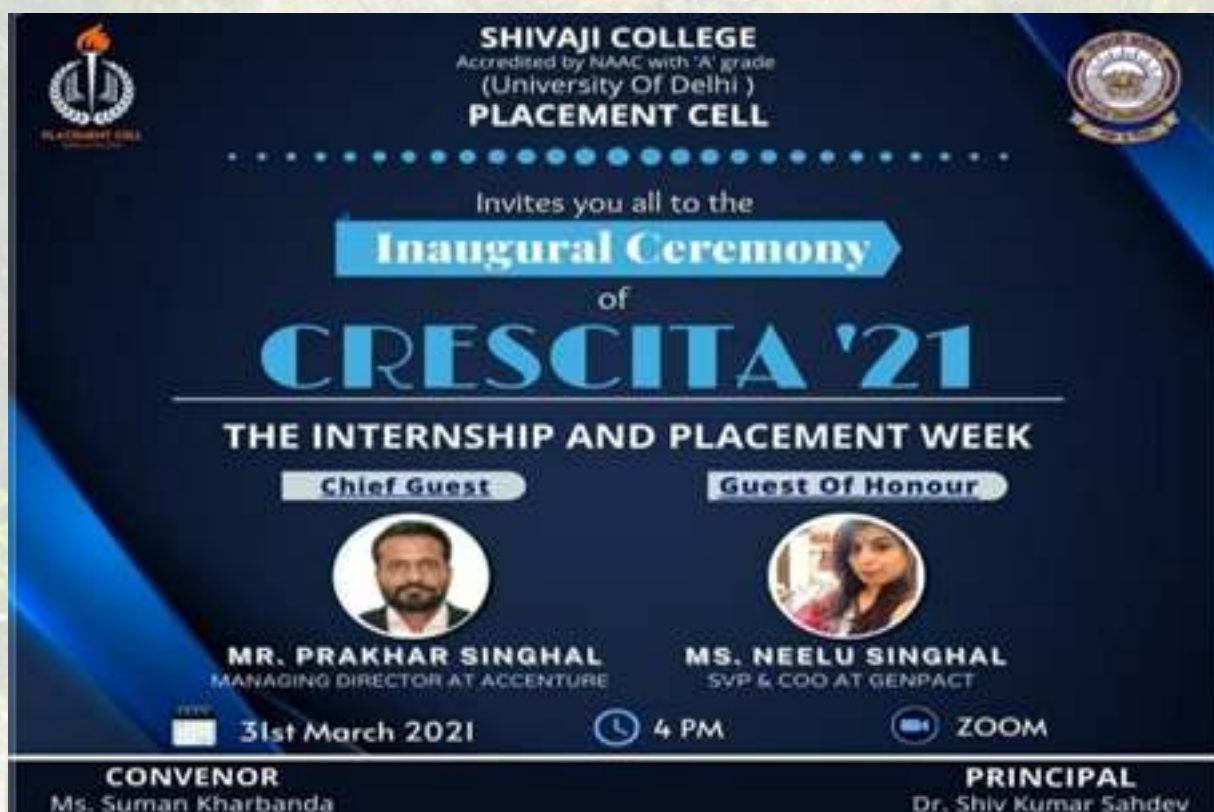 SHIVAJI COLLEGE
Accredited by NAAC with 'A' grade
(University Of Delhi )
PLACEMENT CELL
PLACEMENT CELL
Invites you all to the
Inaugural Ceremony
of
CRESCITA '21
THE INTERNSHIP AND PLACEMENT WEEK
Chief Guest
Guest Of Honour
MR. PRAKHAR SINGHAL
MANAGING DIRECTOR AT ACCENTURE
MS. NEELU SINGHAL
SVP & COO AT GENPACT
31st March 2021
4 PM
ZOOM
CONVENOR
Ms. Suman Kharbanda
PRINCIPAL
Dr. Shiv Kumar Sahdev